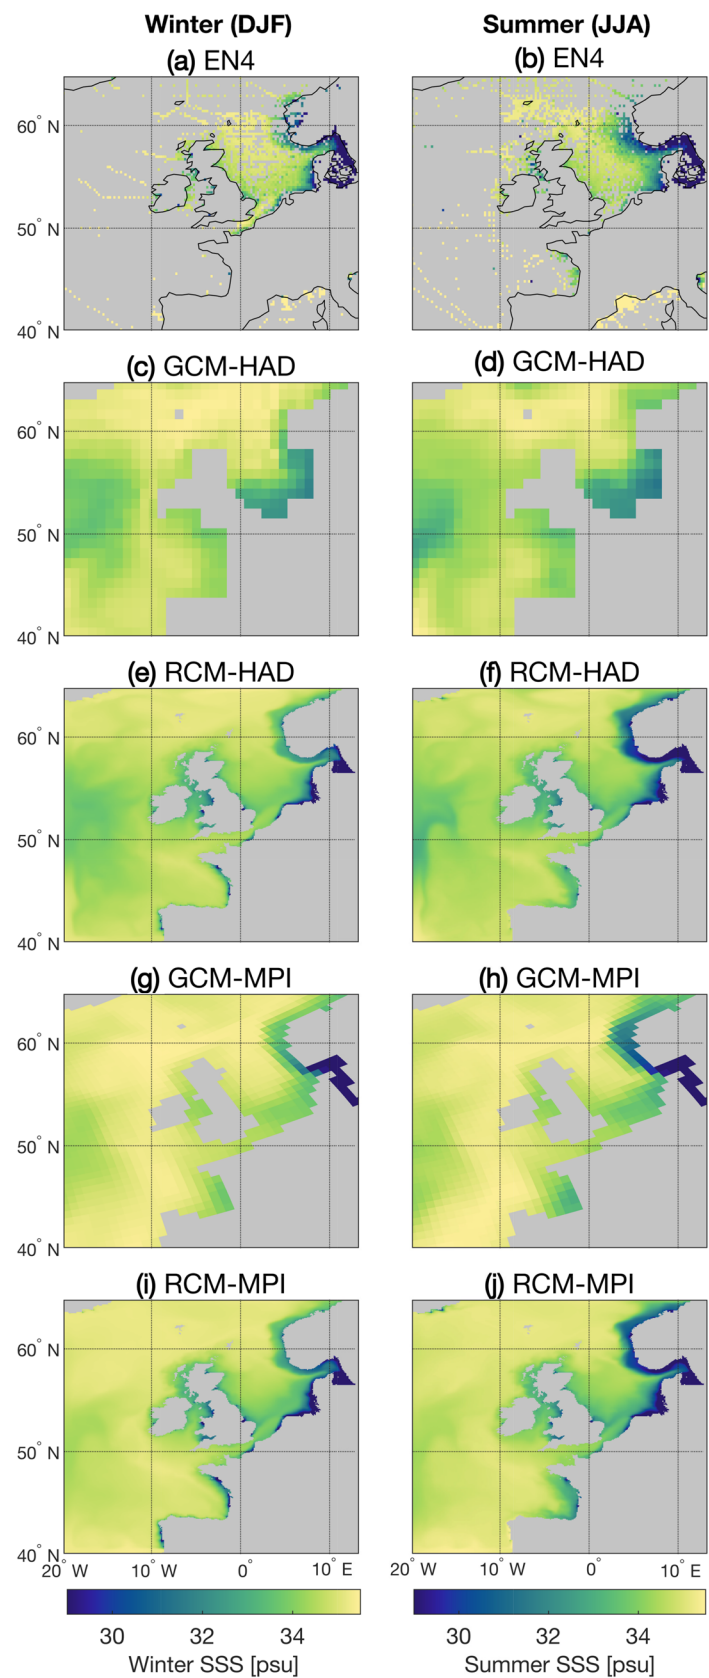 Winter (DJF) Summer (JJA)
(a) EN4 (b) EN4
60° N
50° N
40° N
(c) GCM-HAD (d) GCM-HAD
60° N
50° N
40° N
(e) RCM-HAD (f) RCM-HAD
60° N
50° N
40° N
(g) GCM-MPI (h) GCM-MPI
60° N
50° N
40° N
(i) RCM-MPI (j) RCM-MPI
60° N
50° N
40° N
20° W 10° W 0° 10° E 20° W 10° W 0° 10° E
30 32 34 30 32 34
Winter SSS [psu] Summer SSS [psu]